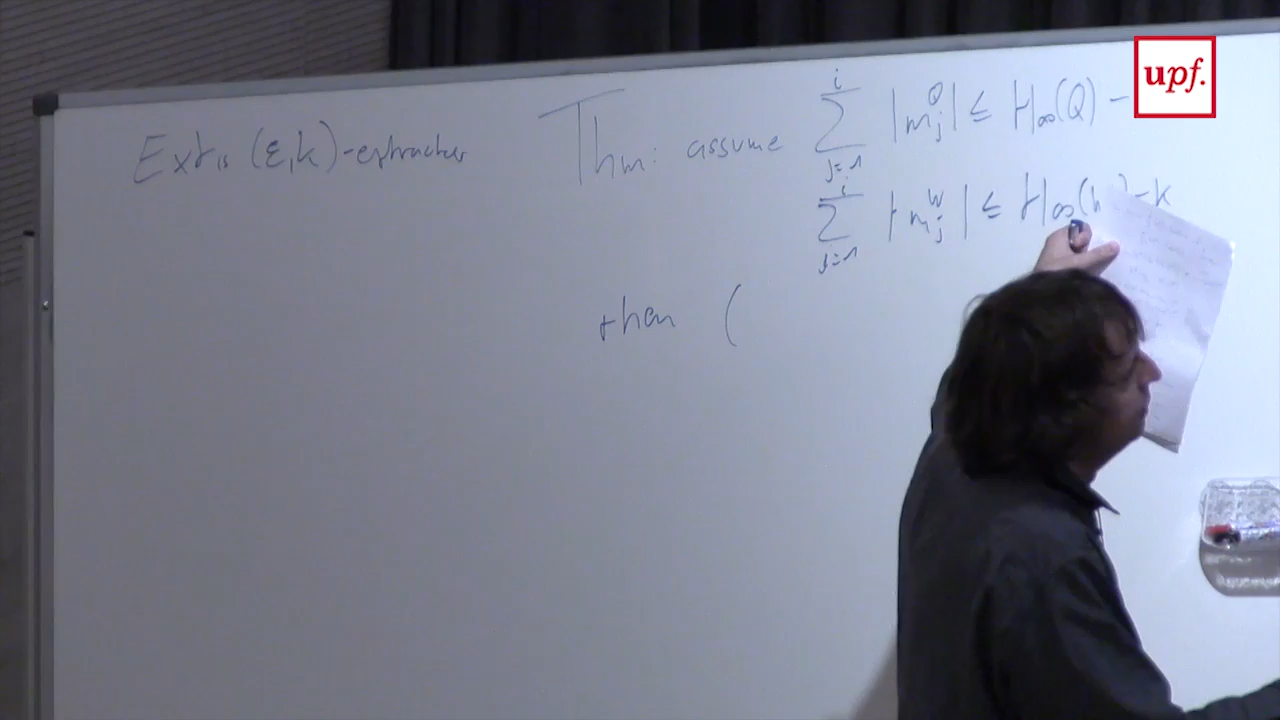 upf.
Ext is (ε,k)-extractor
Thm: assume ∑_{j=1}^{i} |m_j^Q| ≤ H∞(Q) –
∑_{j=1}^{i} |m_j^W| ≤ H∞( ) – k
then (